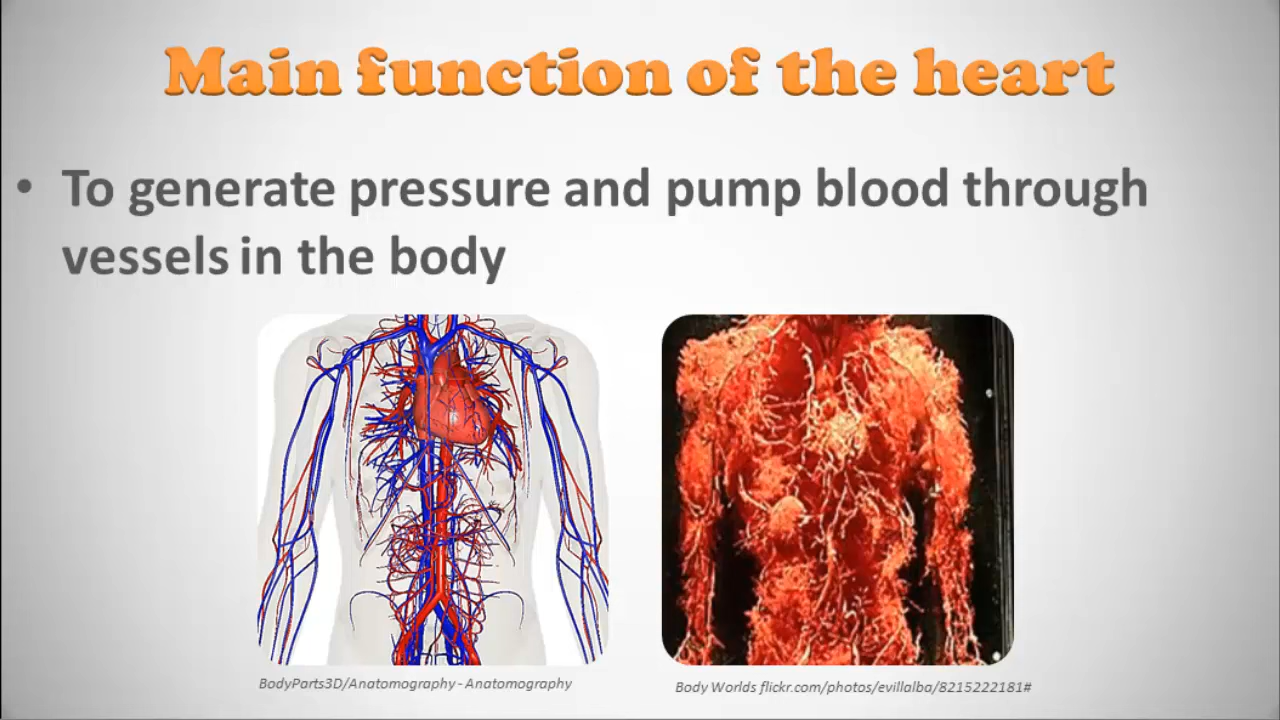 Main function of the heart
• To generate pressure and pump blood through
vessels in the body
BodyParts3D/Anatomography - Anatomography
Body Worlds flickr.com/photos/evillalba/8215222181#